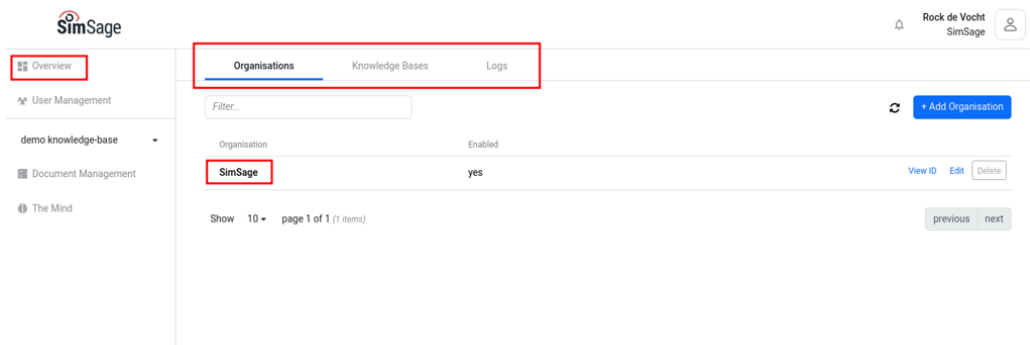 SimSage
Rock de Vocht
SimSage
Overview
User Management
demo knowledge-base
Document Management
The Mind
Organisations Knowledge Bases Logs
Filter...
+ Add Organisation
Organisation Enabled
SimSage yes View ID Edit Delete
Show 10 page 1 of 1 (1 items) previous next